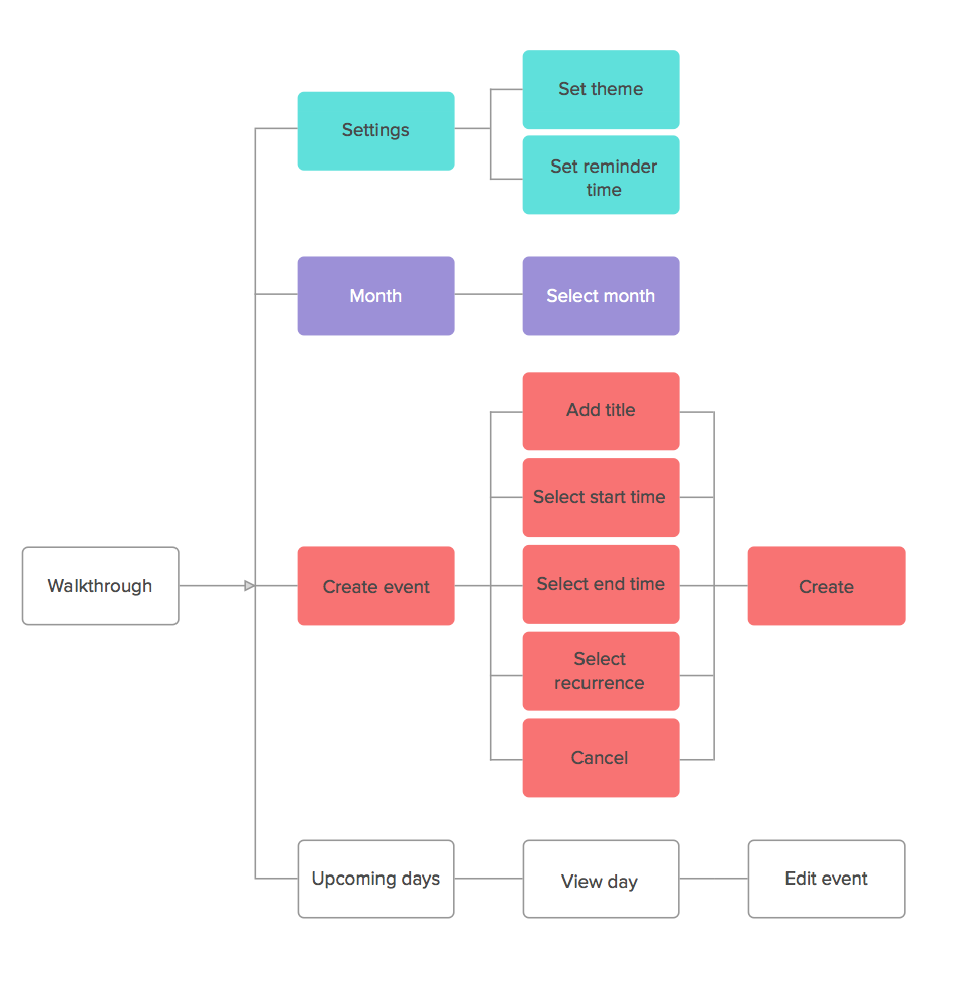 Set theme
Settings
Set reminder
time
Month
Select month
Add title
Select start time
Walkthrough
Create event
Select end time
Create
Select
recurrence
Cancel
Upcoming days
View day
Edit event